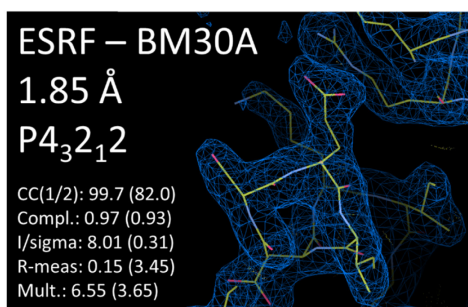 ESRF – BM30A
1.85 Å
P4₃2₁2
CC(1/2): 99.7 (82.0)
Compl.: 0.97 (0.93)
I/sigma: 8.01 (0.31)
R-meas: 0.15 (3.45)
Mult.: 6.55 (3.65)